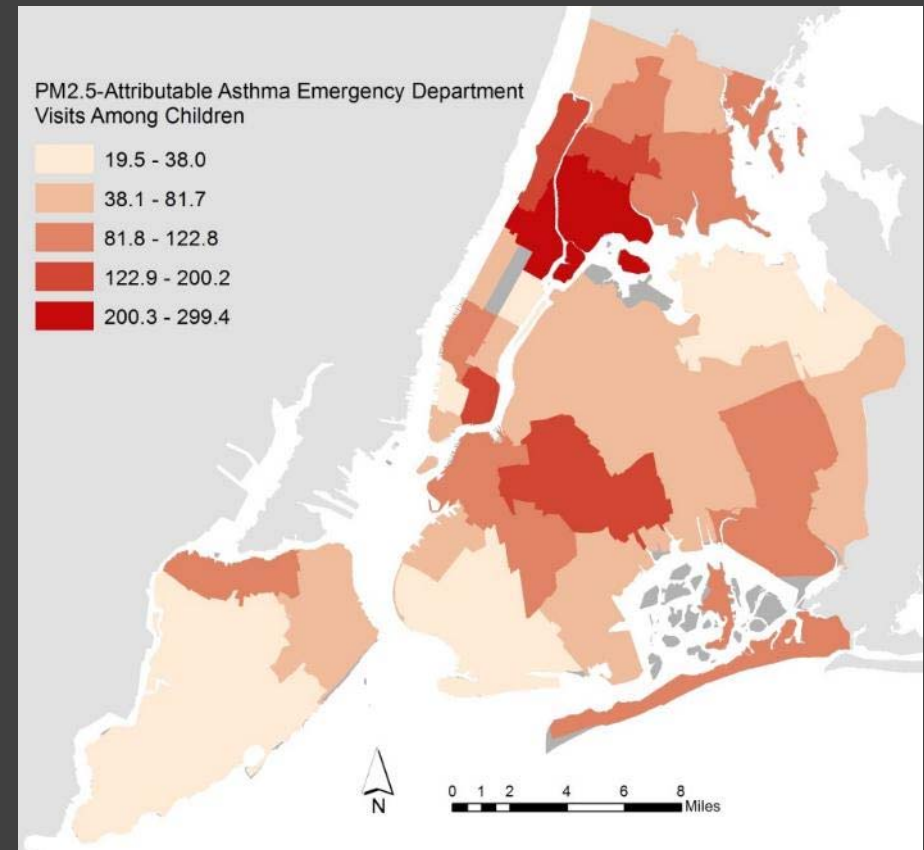 PM2.5-Attributable Asthma Emergency Department
Visits Among Children
19.5 - 38.0
38.1 - 81.7
81.8 - 122.8
122.9 - 200.2
200.3 - 299.4
N
0 1 2 4 6 8
Miles